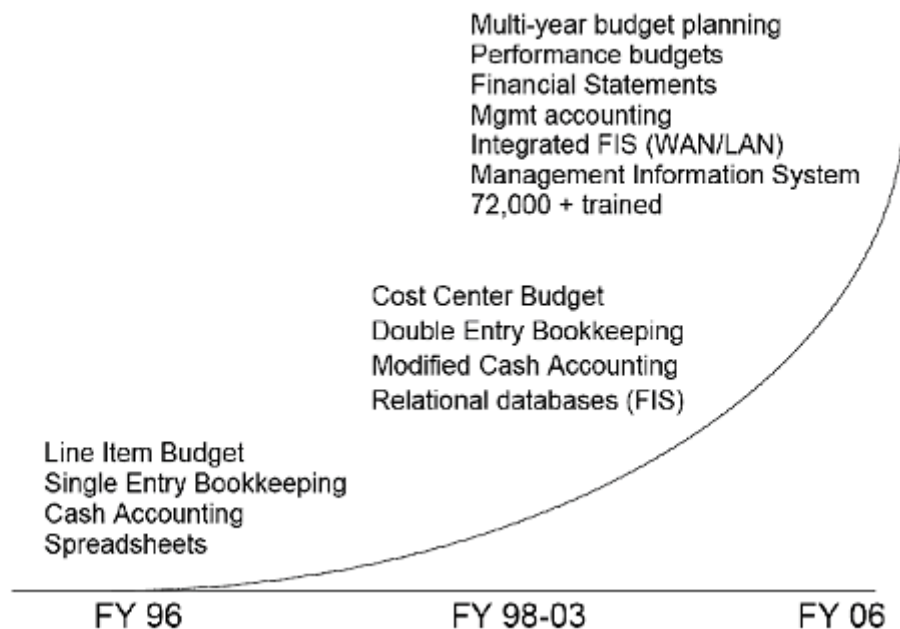 Multi-year budget planning
Performance budgets
Financial Statements
Mgmt accounting
Integrated FIS (WAN/LAN)
Management Information System
72,000 + trained
Cost Center Budget
Double Entry Bookkeeping
Modified Cash Accounting
Relational databases (FIS)
Line Item Budget
Single Entry Bookkeeping
Cash Accounting
Spreadsheets
FY 96 FY 98-03 FY 06